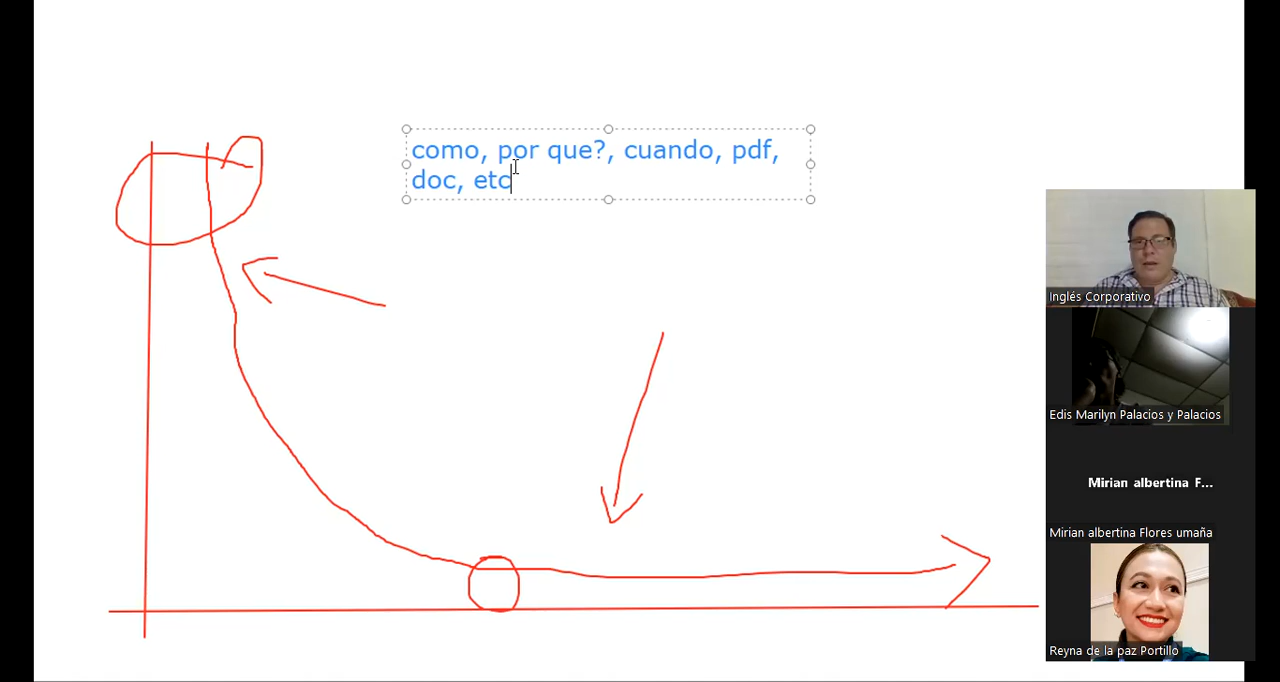 como, por que?, cuando, pdf,
doc, etc
Inglés Corporativo
Edis Marilyn Palacios y Palacios
Mirian albertina F...
Mirian albertina Flores umaña
Reyna de la paz Portillo